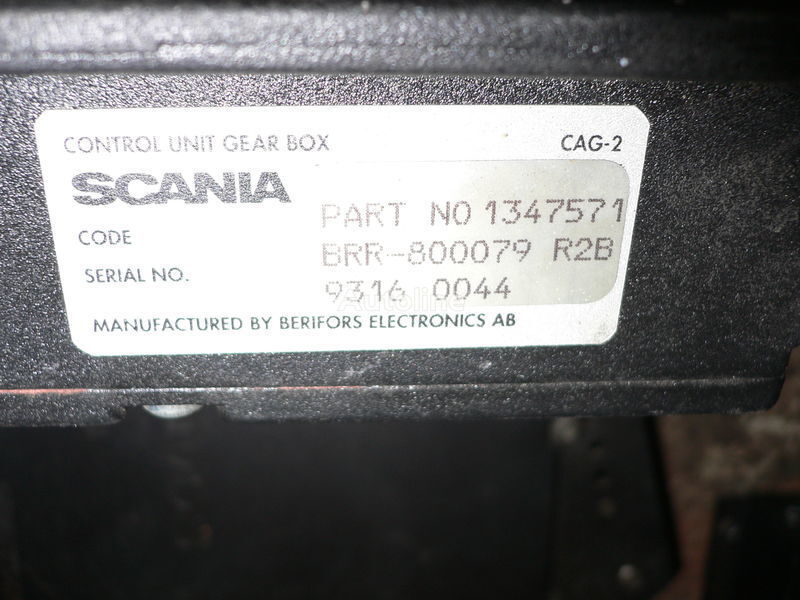 CONTROL UNIT GEAR BOX CAG-2
SCANIA
PART NO 1347571
CODE BRR-800079 R2B
SERIAL NO. 9316 0044
Autoline
MANUFACTURED BY BERIFORS ELECTRONICS AB